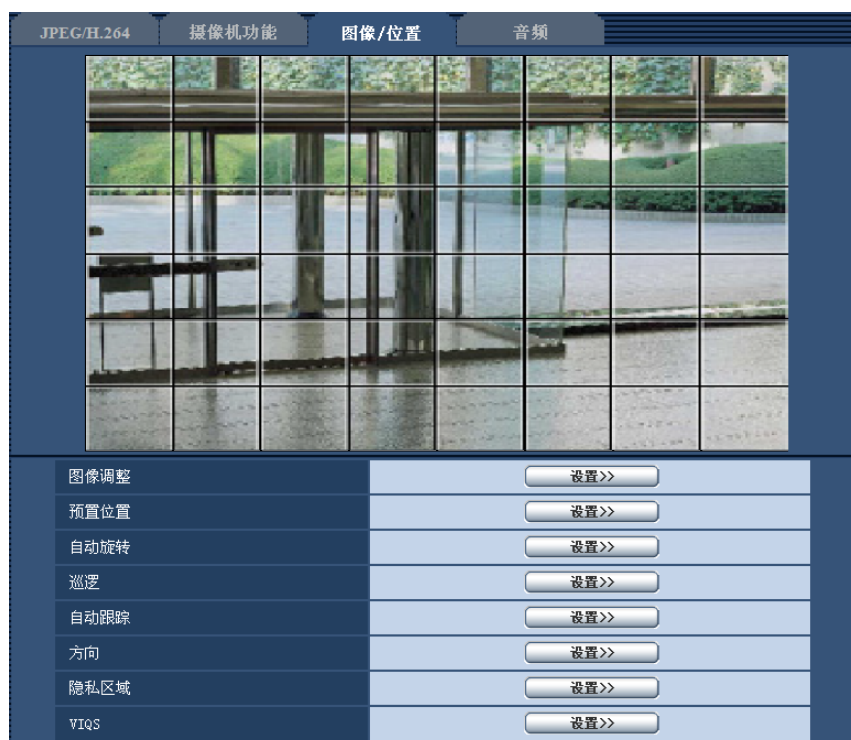 JPEG/H.264 摄像机功能 图像/位置 音频
图像调整 设置>>
预置位置 设置>>
自动旋转 设置>>
巡逻 设置>>
自动跟踪 设置>>
方向 设置>>
隐私区域 设置>>
VIQS 设置>>